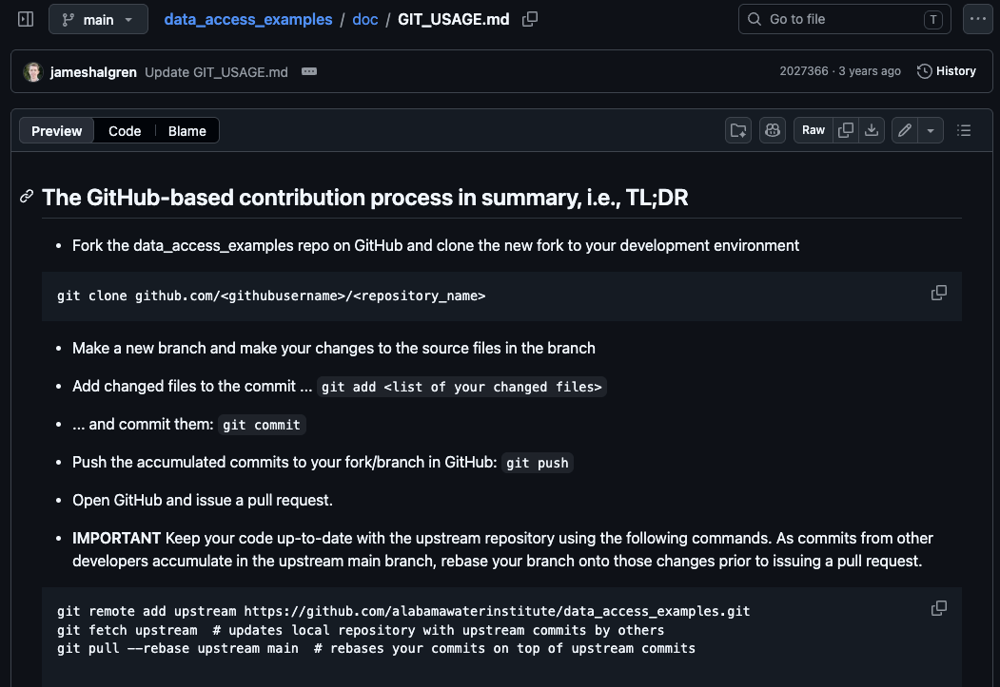 main
data_access_examples / doc / GIT_USAGE.md
Go to file
T
jameshalgren Update GIT_USAGE.md
2027366 · 3 years ago
History
Preview
Code
Blame
Raw
The GitHub-based contribution process in summary, i.e., TL;DR
• Fork the data_access_examples repo on GitHub and clone the new fork to your development environment
git clone github.com/<githubusername>/<repository_name>
• Make a new branch and make your changes to the source files in the branch
• Add changed files to the commit ... git add <list of your changed files>
• ... and commit them: git commit
• Push the accumulated commits to your fork/branch in GitHub: git push
• Open GitHub and issue a pull request.
• IMPORTANT Keep your code up-to-date with the upstream repository using the following commands. As commits from other
developers accumulate in the upstream main branch, rebase your branch onto those changes prior to issuing a pull request.
git remote add upstream https://github.com/alabamawaterinstitute/data_access_examples.git
git fetch upstream  # updates local repository with upstream commits by others
git pull --rebase upstream main  # rebases your commits on top of upstream commits